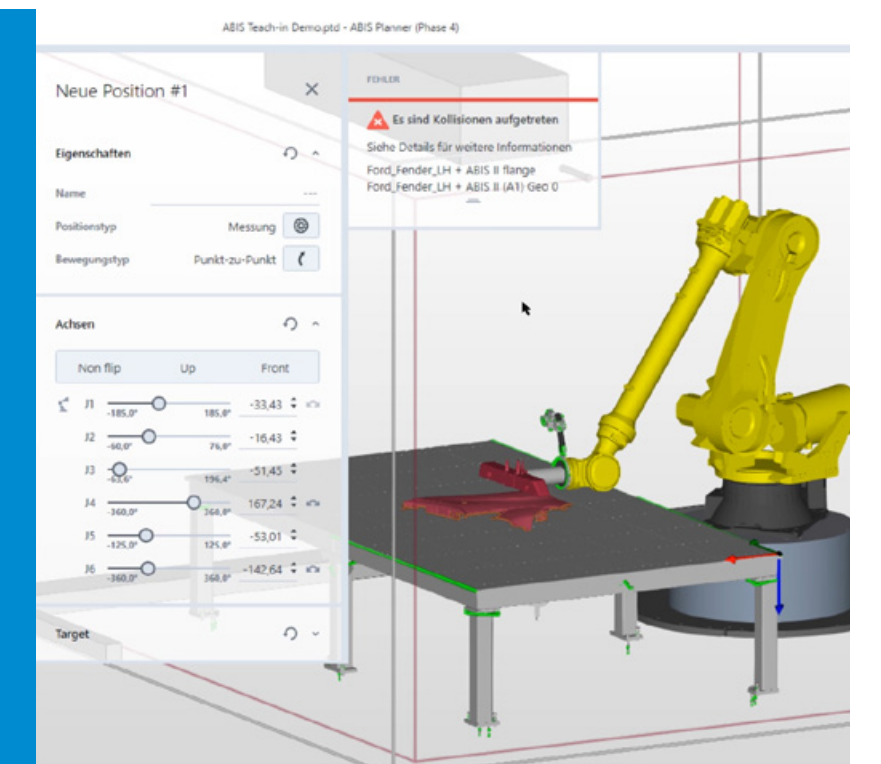 ABIS Teach-in Demo.ptd - ABIS Planner (Phase 4)
Neue Position #1
Eigenschaften
Name ---
Positionstyp Messung
Bewegungstyp Punkt-zu-Punkt
Achsen
Non flip Up Front
J1 -185,0° 185,0° -33,43
J2 -60,0° 76,0° -16,43
J3 -63,6° 196,4° -51,45
J4 -360,0° 360,0° 167,24
J5 -125,0° 125,0° -53,01
J6 -360,0° 360,0° -142,64
Target
FEHLER
Es sind Kollisionen aufgetreten
Siehe Details für weitere Informationen
Ford_Fender_LH + ABIS II flange
Ford_Fender_LH + ABIS II (A1) Geo 0